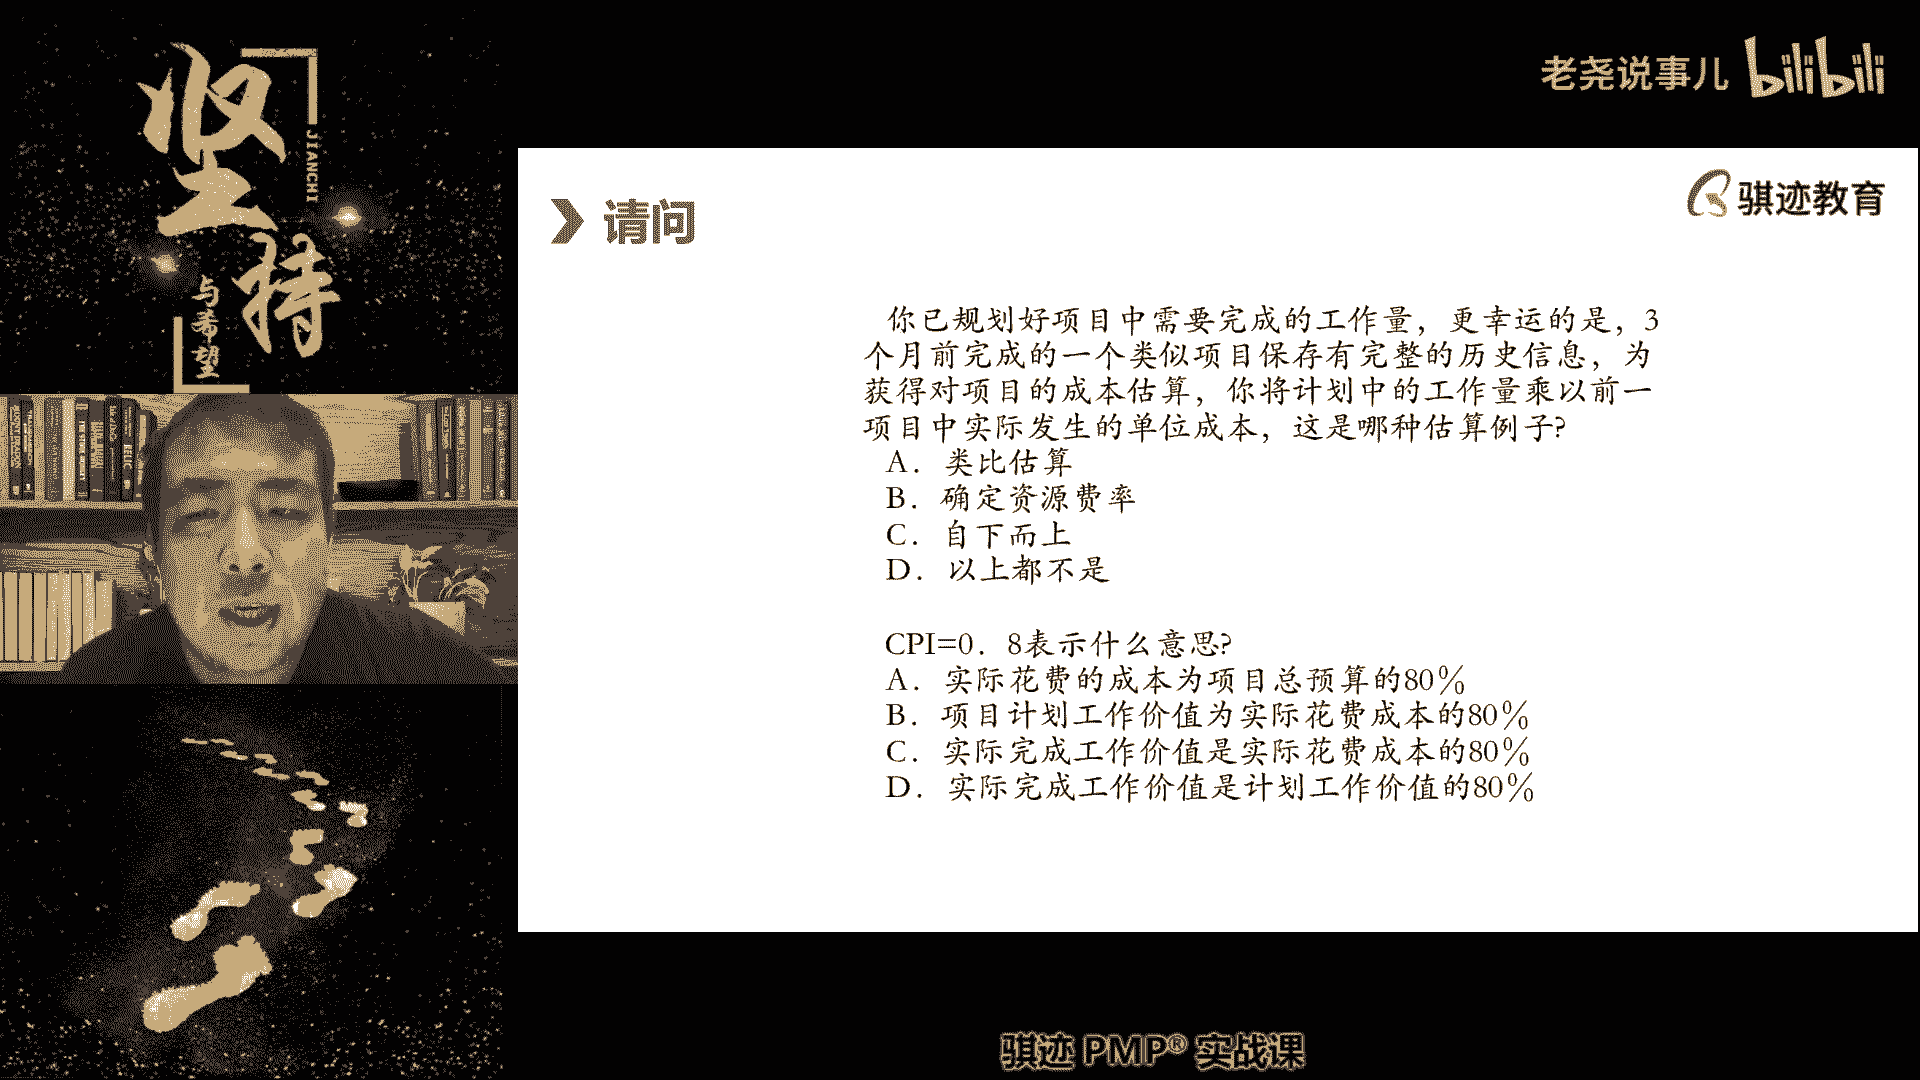 坚持
JIANCHI
与希望
老尧说事儿 bilibili
骐迹教育
请问
你已规划好项目中需要完成的工作量，更幸运的是，3
个月前完成的一个类似项目保存有完整的历史信息，为
获得对项目的成本估算，你将计划中的工作量乘以前一
项目中实际发生的单位成本，这是哪种估算例子?
A．类比估算
B．确定资源费率
C．自下而上
D．以上都不是
CPI=0．8表示什么意思?
A．实际花费的成本为项目总预算的80％
B．项目计划工作价值为实际花费成本的80％
C．实际完成工作价值是实际花费成本的80％
D．实际完成工作价值是计划工作价值的80％
骐迹 PMP® 实战课